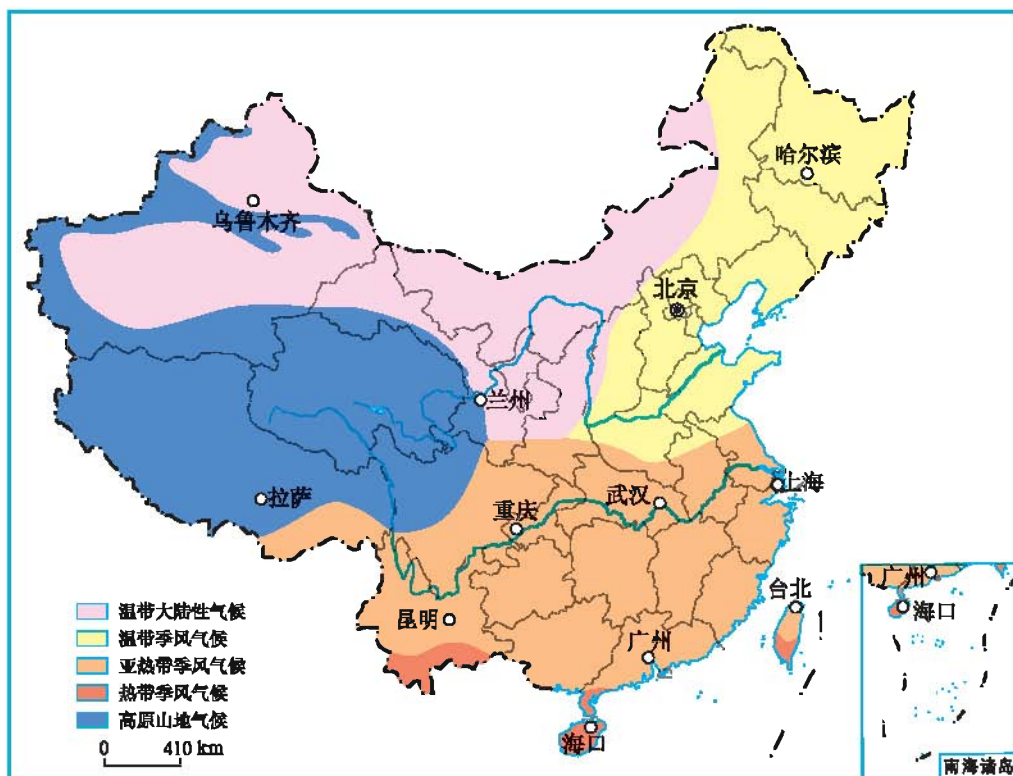 哈尔滨
乌鲁木齐
北京
兰州
拉萨
重庆
武汉
上海
昆明
广州
台北
海口
温带大陆性气候
温带季风气候
亚热带季风气候
热带季风气候
高原山地气候
0 410 km
广州
海口
南海诸岛